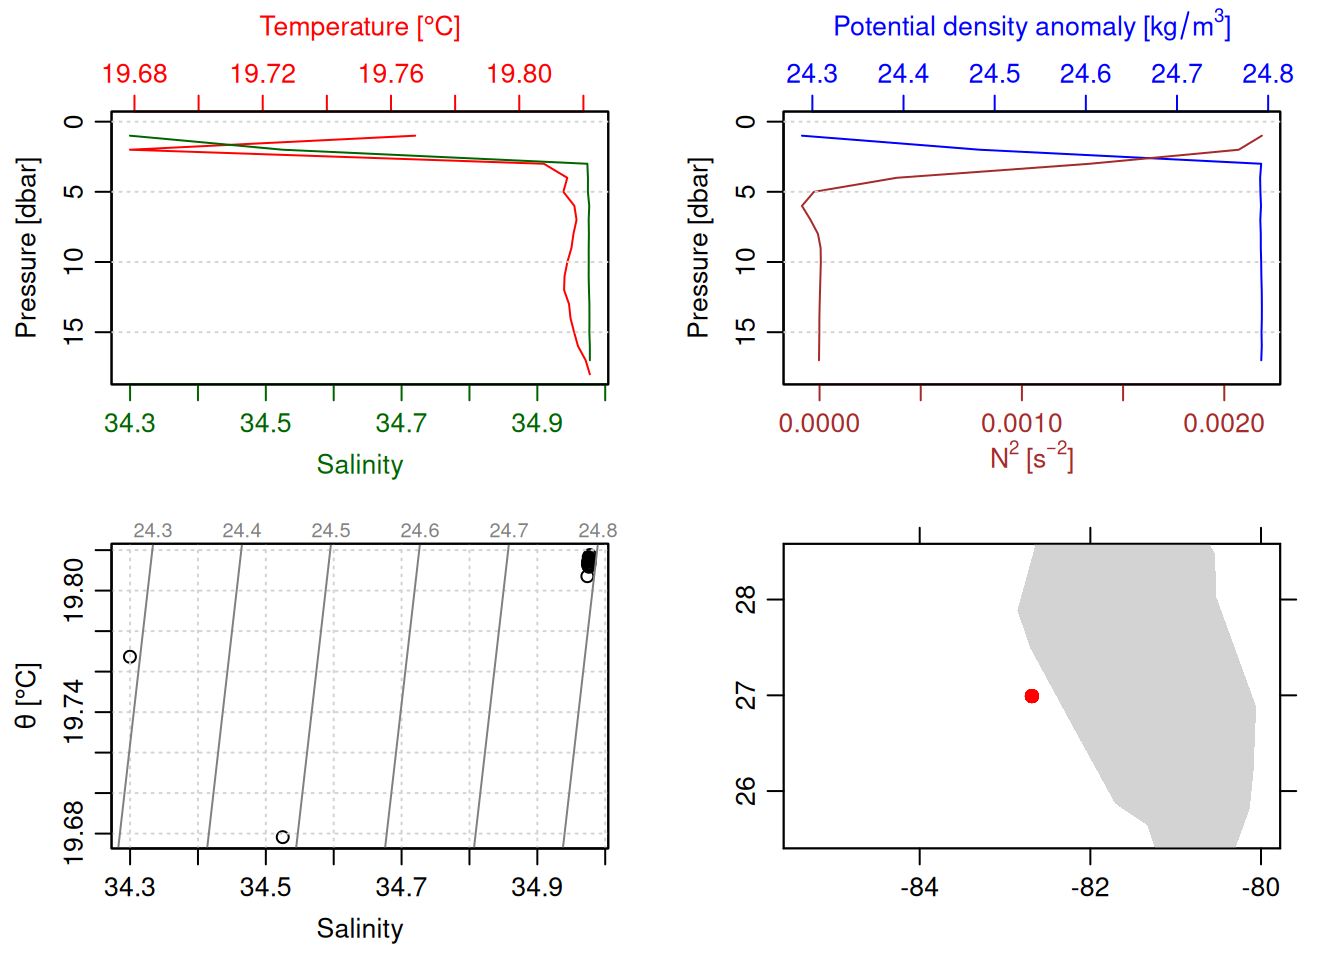 Temperature [°C]
19.68 19.72 19.76 19.80
Pressure [dbar]
0
5
10
15
34.3 34.5 34.7 34.9
Salinity
Potential density anomaly [kg/m³]
24.3 24.4 24.5 24.6 24.7 24.8
Pressure [dbar]
0
5
10
15
0.0000 0.0010 0.0020
N² [s⁻²]
24.3 24.4 24.5 24.6 24.7 24.8
θ [°C]
19.80
19.74
19.68
34.3 34.5 34.7 34.9
Salinity
28
27
26
-84 -82 -80